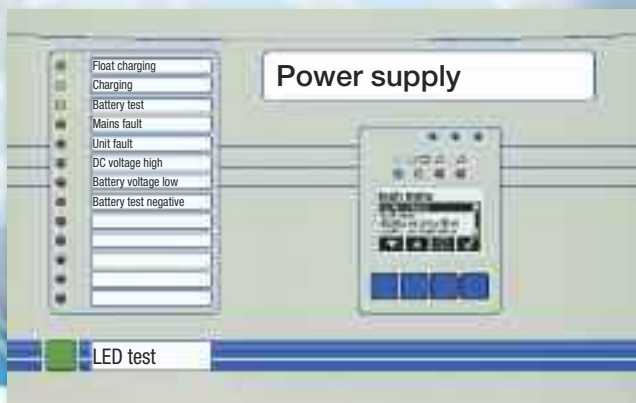 Float charging
Power supply
Charging
Battery test
Mains fault
Unit fault
DC voltage high
Battery voltage low
Battery test negative
LED test